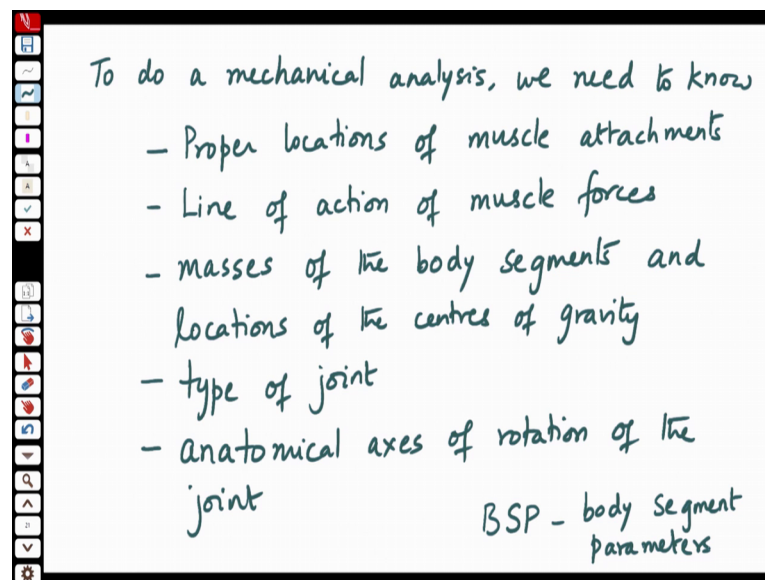 To do a mechanical analysis, we need to know
- Proper locations of muscle attachments
- Line of action of muscle forces
- masses of the body segments and
locations of the centres of gravity
- type of joint
- anatomical axes of rotation of the
joint
BSP - body segment
parameters